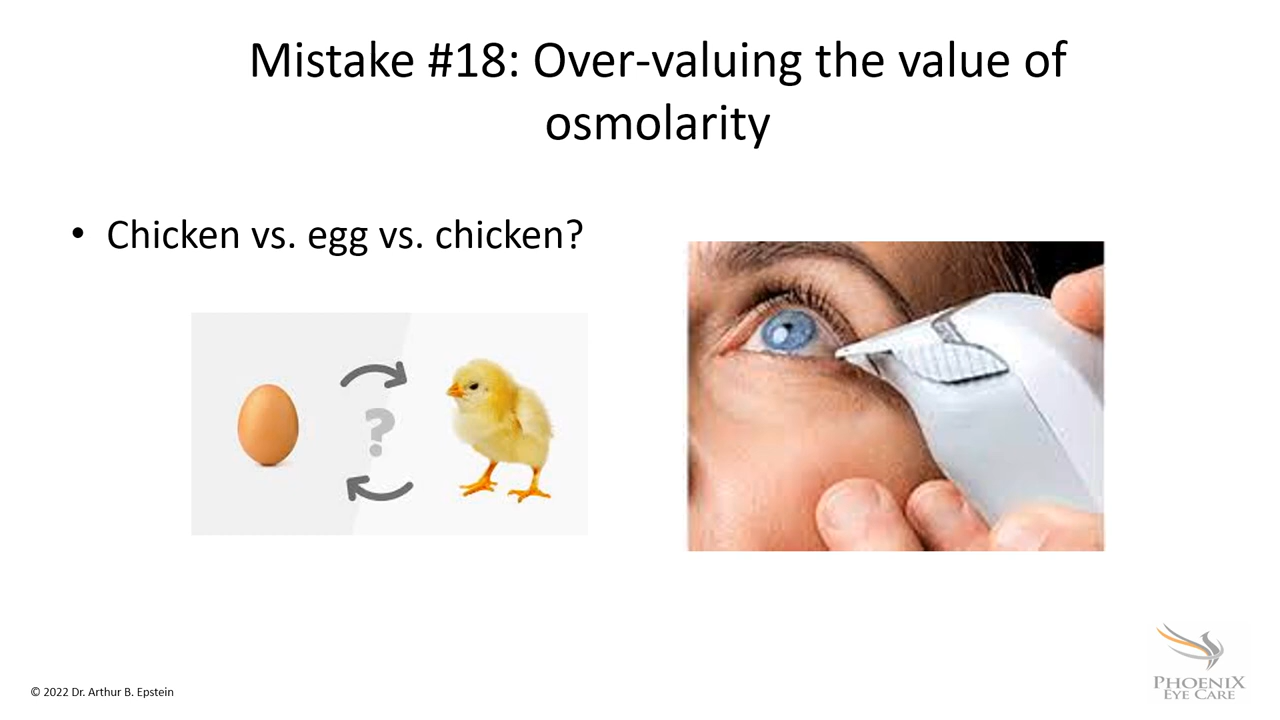 Mistake #18: Over-valuing the value of
osmolarity
• Chicken vs. egg vs. chicken?
?
© 2022 Dr. Arthur B. Epstein
PHOENIX
EYE CARE